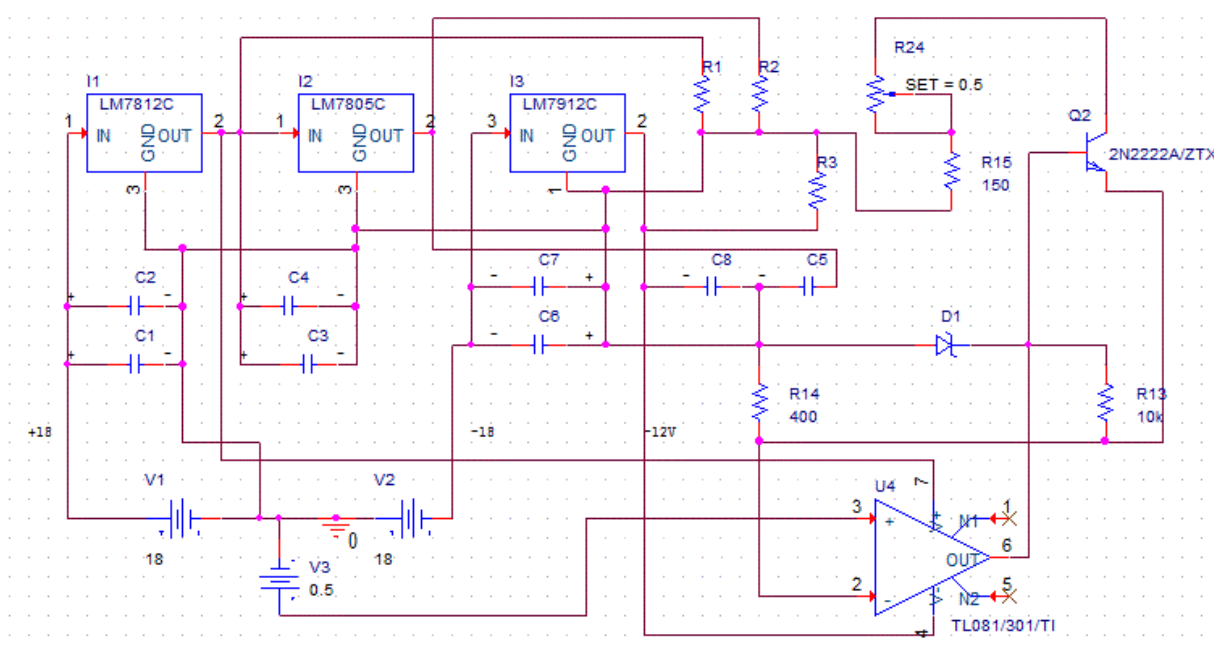 R24
I1
I2
I3
R1
R2
SET = 0.5
LM7812C
LM7805C
LM7912C
Q2
1
IN
GND
OUT
2
1
IN
GND
OUT
2
3
IN
GND
OUT
2
2N2222A/ZTX
3
3
1
R3
R15
150
C2
C4
C7
C8
C5
+
-
+
-
-
+
-
-
C1
C3
C6
D1
+
-
+
-
-
+
R14
400
R13
10k
+18
-18
-12V
V1
V2
U4
7
3
+
V+
N1
1
18
0
18
OUT
6
V3
0.5
2
-
V-
N2
5
4
TL081/301/TI